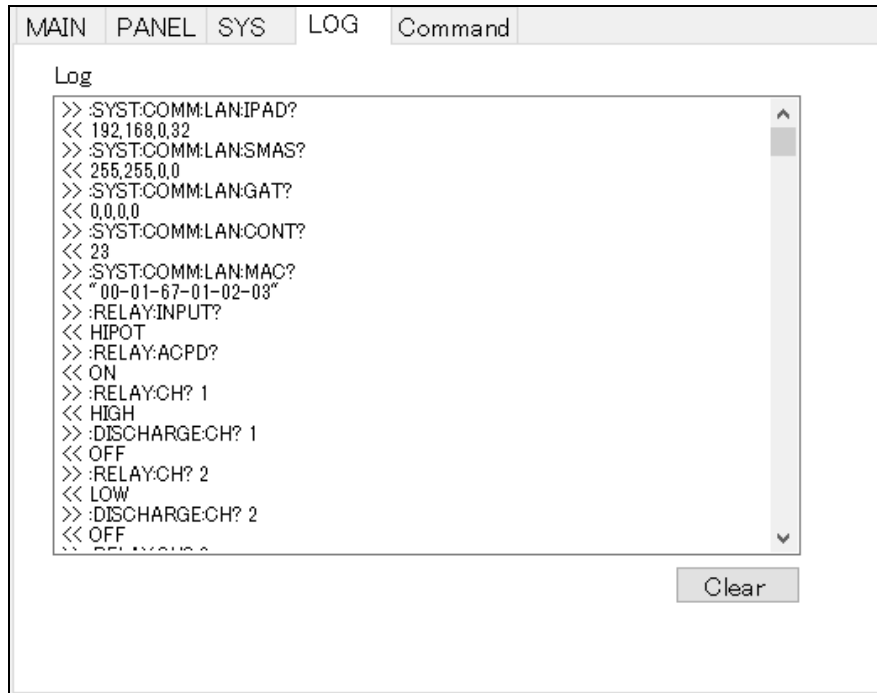 MAIN PANEL SYS LOG Command
Log
>> :SYST:COMM:LAN:IPAD?
<< 192,168,0,32
>> :SYST:COMM:LAN:SMAS?
<< 255,255,0,0
>> :SYST:COMM:LAN:GAT?
<< 0,0,0,0
>> :SYST:COMM:LAN:CONT?
<< 23
>> :SYST:COMM:LAN:MAC?
<< "00-01-67-01-02-03"
>> :RELAY:INPUT?
<< HIPOT
>> :RELAY:ACPD?
<< ON
>> :RELAY:CH? 1
<< HIGH
>> :DISCHARGE:CH? 1
<< OFF
>> :RELAY:CH? 2
<< LOW
>> :DISCHARGE:CH? 2
<< OFF
Clear